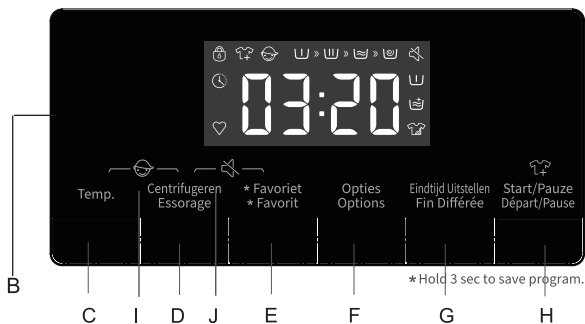 03:20
Temp.
Centrifugeren
Essorage
* Favoriet
* Favorit
Opties
Options
Eindtijd Uitstellen
Fin Différée
Start/Pauze
Départ/Pause
*Hold 3 sec to save program.
B
C I D J E F G H